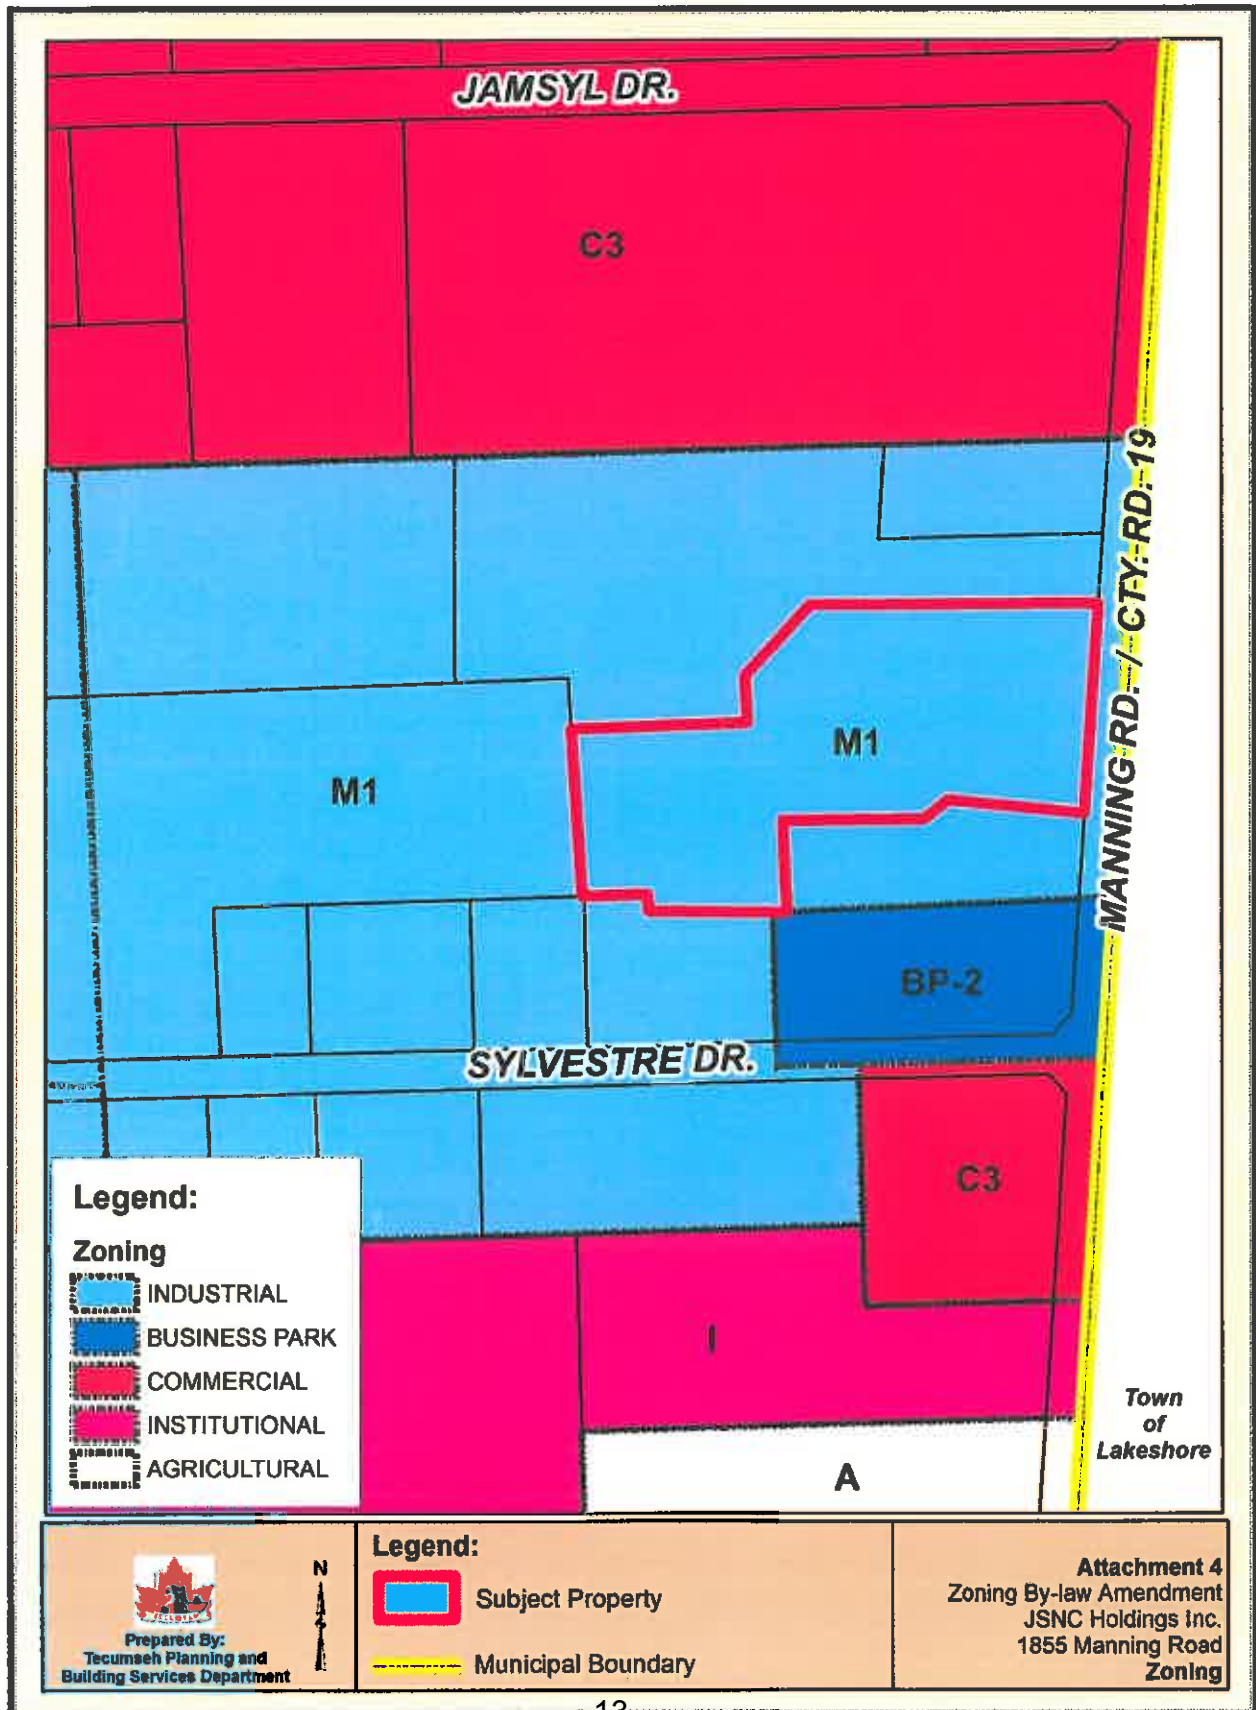 JAMSYL DR.
C3
MANNING RD. / CTY. RD. 19
M1
M1
BP-2
SYLVESTRE DR.
C3
Legend:
Zoning
INDUSTRIAL
BUSINESS PARK
COMMERCIAL
INSTITUTIONAL
AGRICULTURAL
I
A
Town
of
Lakeshore
Prepared By:
Tecumseh Planning and
Building Services Department
N
Legend:
Subject Property
Municipal Boundary
Attachment 4
Zoning By-law Amendment
JSNC Holdings Inc.
1855 Manning Road
Zoning